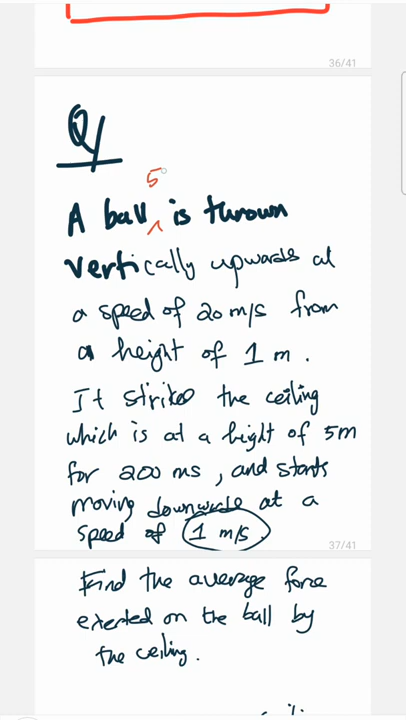 36/41
Q/
5
A ball ^ is thrown
vertically upwards at
a speed of 20 m/s from
a height of 1 m.
It strikes the ceiling
which is at a hight of 5m
for 200 ms, and starts
moving downwards at a
speed of 1 m/s
37/41
Find the average force
exerted on the ball by
the ceiling.